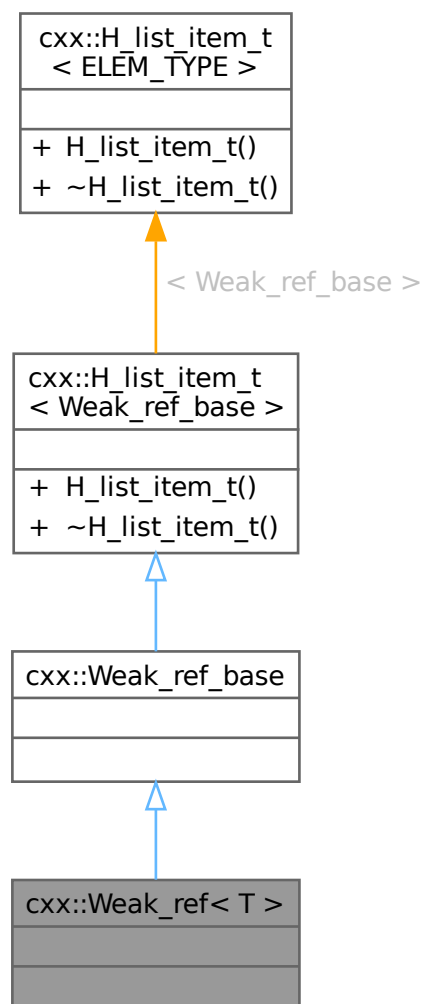 cxx::H_list_item_t
< ELEM_TYPE >
+ H_list_item_t()
+ ~H_list_item_t()
< Weak_ref_base >
cxx::H_list_item_t
< Weak_ref_base >
+ H_list_item_t()
+ ~H_list_item_t()
cxx::Weak_ref_base
cxx::Weak_ref< T >